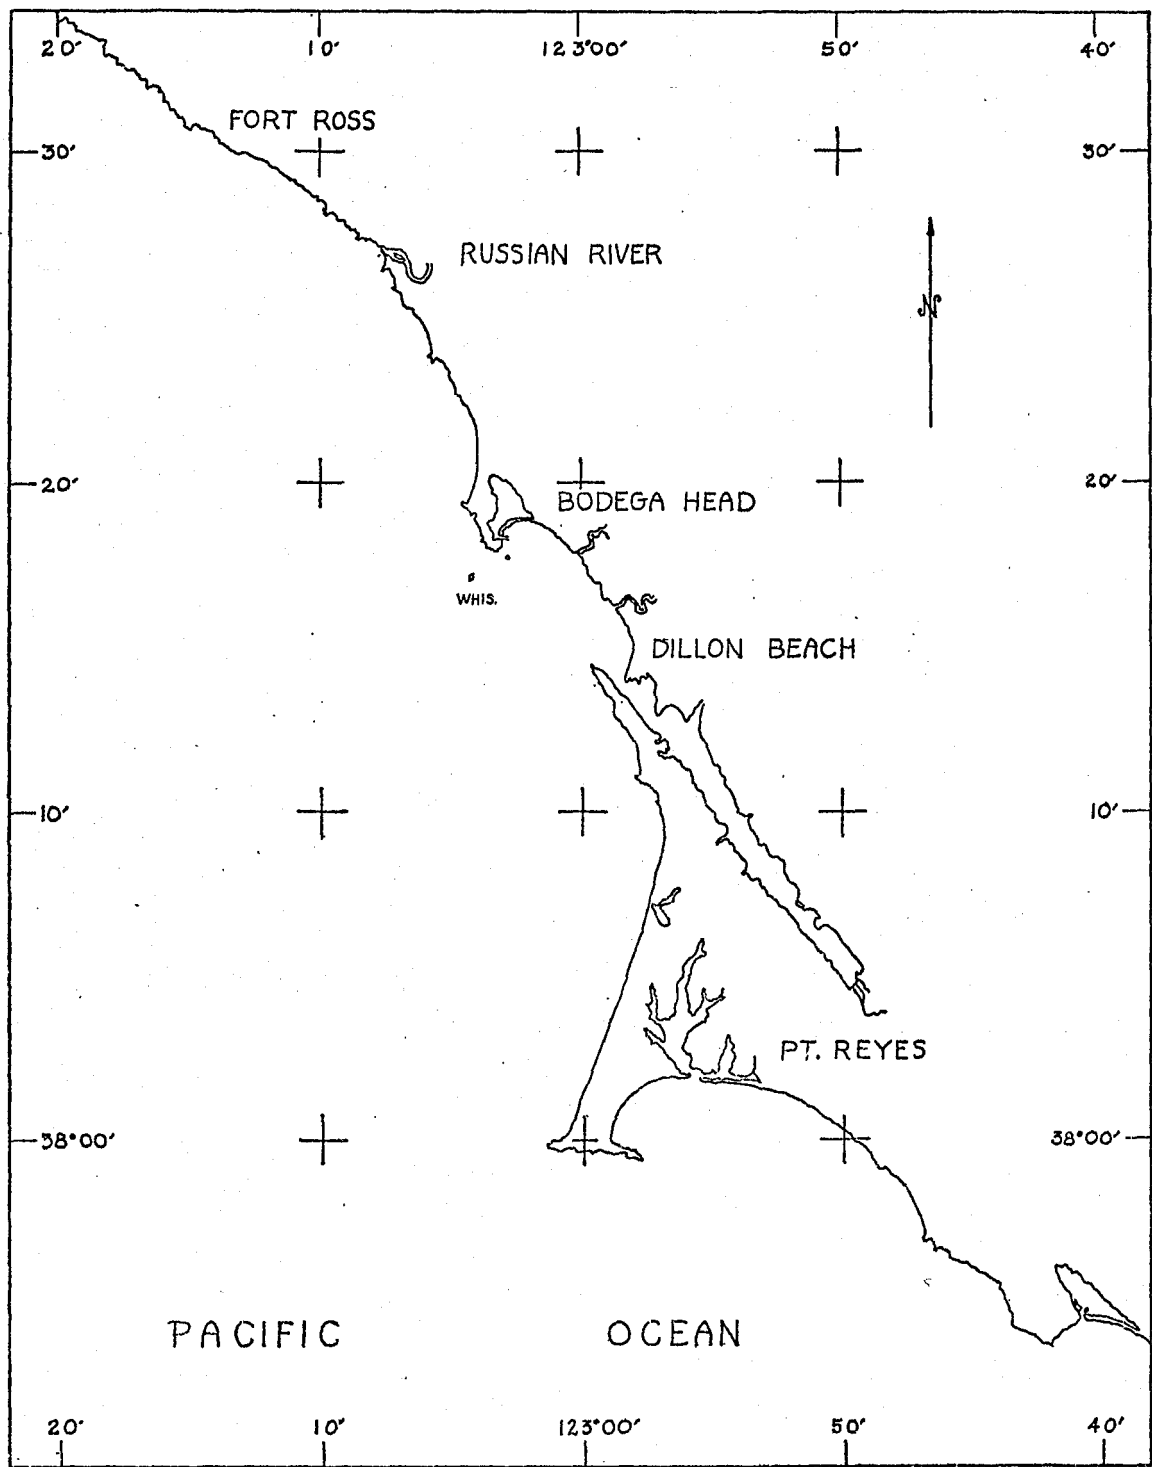 20′ 10′ 123°00′ 50′ 40′
FORT ROSS
30′ 30′
RUSSIAN RIVER
N
20′ 20′
BODEGA HEAD
WHIS.
DILLON BEACH
10′ 10′
PT. REYES
38°00′ 38°00′
PACIFIC OCEAN
20′ 10′ 123°00′ 50′ 40′